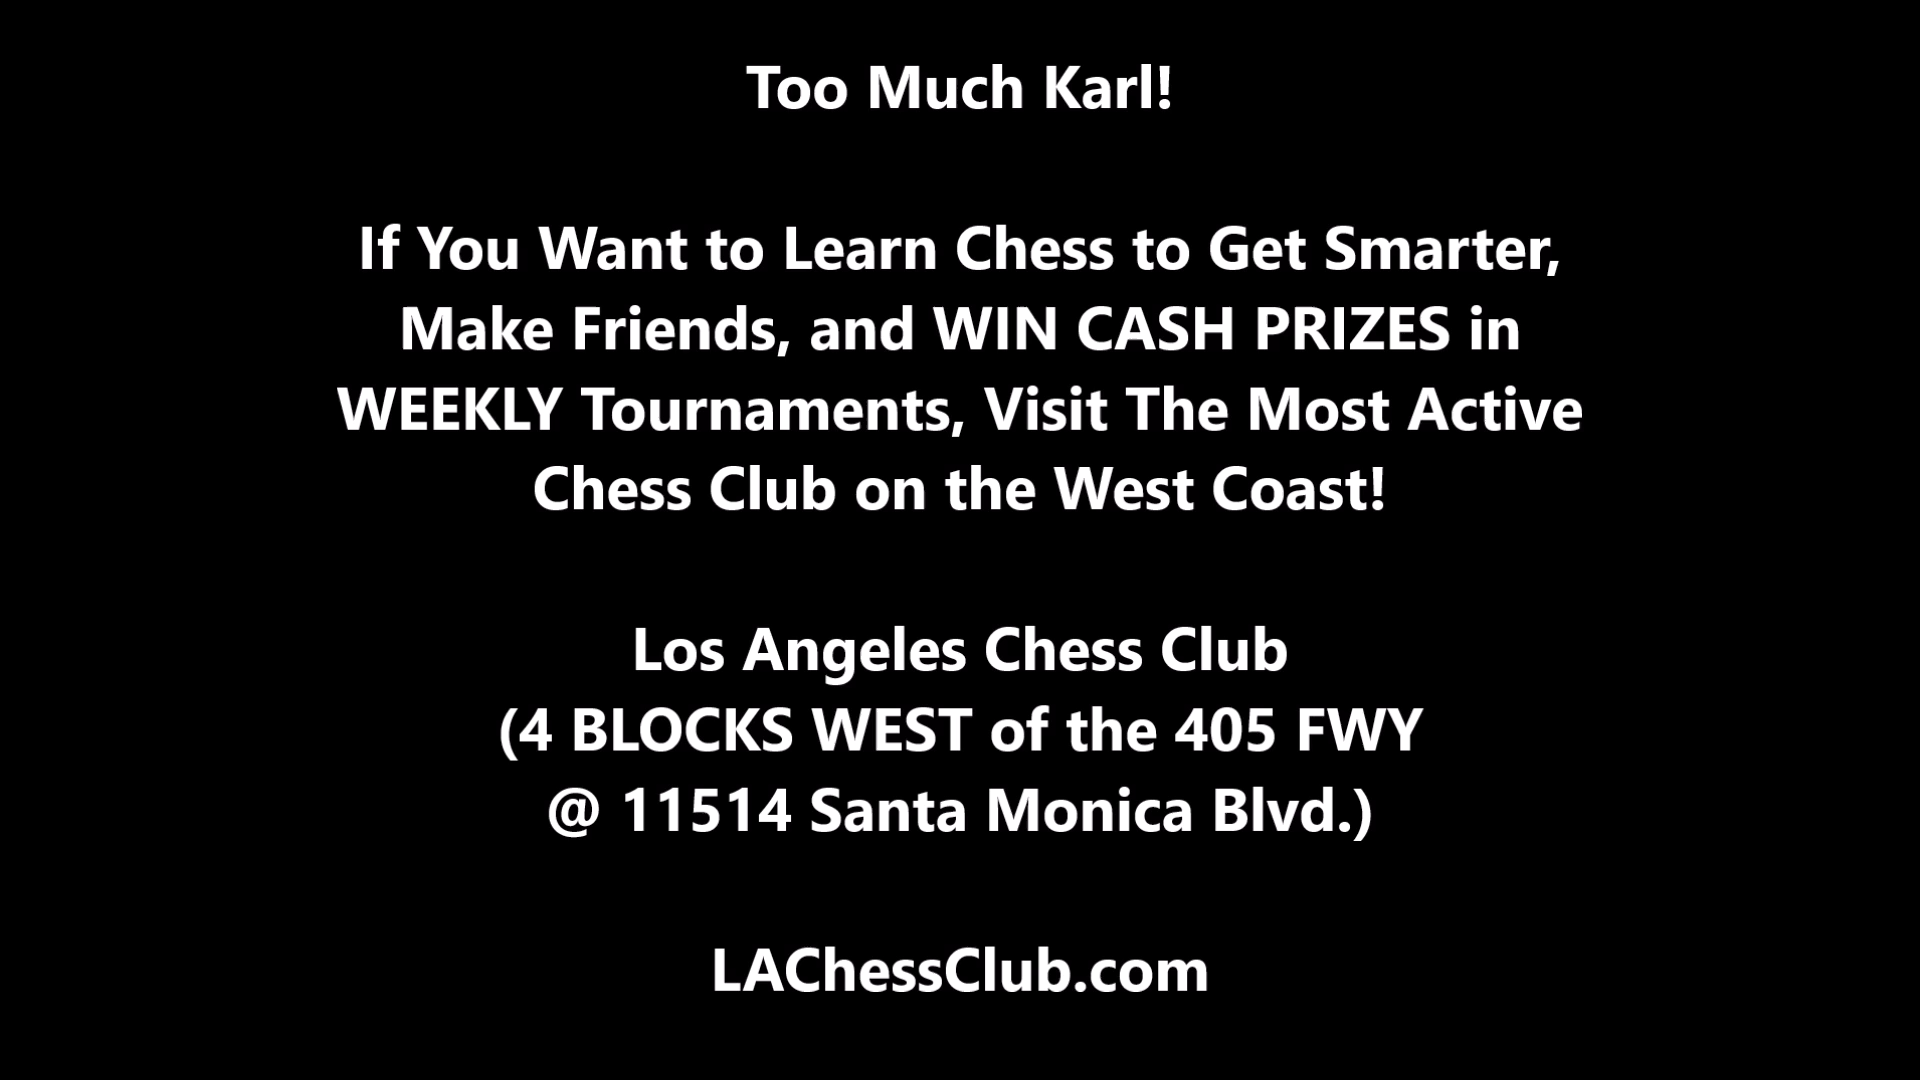 Too Much Karl!
If You Want to Learn Chess to Get Smarter,
Make Friends, and WIN CASH PRIZES in
WEEKLY Tournaments, Visit The Most Active
Chess Club on the West Coast!
Los Angeles Chess Club
(4 BLOCKS WEST of the 405 FWY
@ 11514 Santa Monica Blvd.)
LAChessClub.com